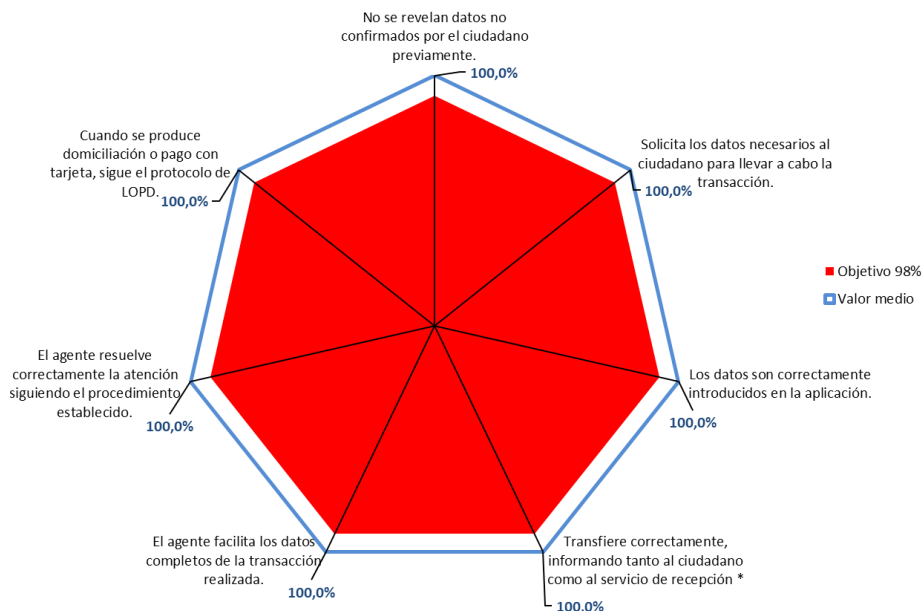 No se revelan datos no
confirmados por el ciudadano
previamente.
100,0%
Solicita los datos necesarios al
ciudadano para llevar a cabo la
transacción.
100,0%
Objetivo 98%
Valor medio
Los datos son correctamente
introducidos en la aplicación.
100,0%
Transfiere correctamente,
informando tanto al ciudadano
como al servicio de recepción *
100,0%
El agente facilita los datos
completos de la transacción
realizada.
100,0%
El agente resuelve
correctamente la atención
siguiendo el procedimiento
establecido.
100,0%
Cuando se produce
domiciliación o pago con
tarjeta, sigue el protocolo de
LOPD.
100,0%